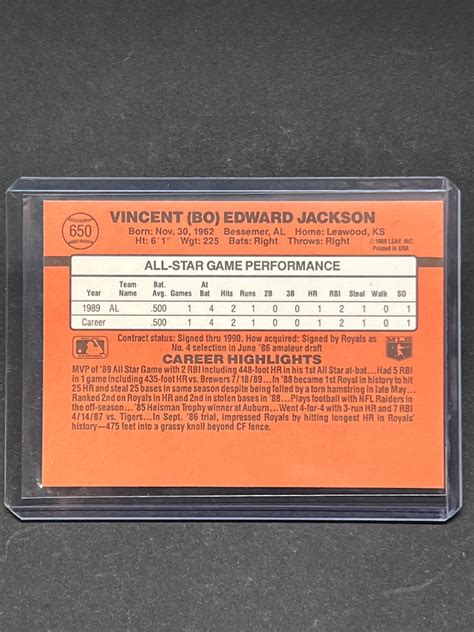 650
VINCENT (BO) EDWARD JACKSON
Born: Nov. 30, 1962 Bessemer, AL Home: Leawood, KS
Ht: 6'1" Wgt: 225 Bats: Right Throws: Right
© 1989 LEAF, INC.
Printed in USA
ALL-STAR GAME PERFORMANCE
Year Team Name Bat. Avg. Games At Bat Hits Runs 2B 3B HR RBI Steal Walk SO
1989 AL .500 1 4 2 1 0 0 1 2 1 0 1
Career .500 1 4 2 1 0 0 1 2 1 0 1
Contract status: Signed thru 1990. How acquired: Signed by Royals as
No. 4 selection in June '86 amateur draft
CAREER HIGHLIGHTS
MLB
MVP of '89 All Star Game with 2 RBI including 448-foot HR in his 1st All Star at-bat...Had 5 RBI
in 1 game including 435-foot HR vs. Brewers 7/18/89...In '88 became 1st Royal in history to hit
25 HR and steal 25 bases in same season despite being felled by a torn hamstring in late May...
Ranked 2nd on Royals in HR and 2nd in stolen bases in '88...Plays football with NFL Raiders in
the off-season...'85 Heisman Trophy winner at Auburn...Went 4-for-4 with 3-run HR and 7 RBI
4/14/87 vs. Tigers...In Sept. '86 trial, impressed Royals by hitting longest HR in Royals'
history—475 feet into a grassy knoll beyond CF fence.